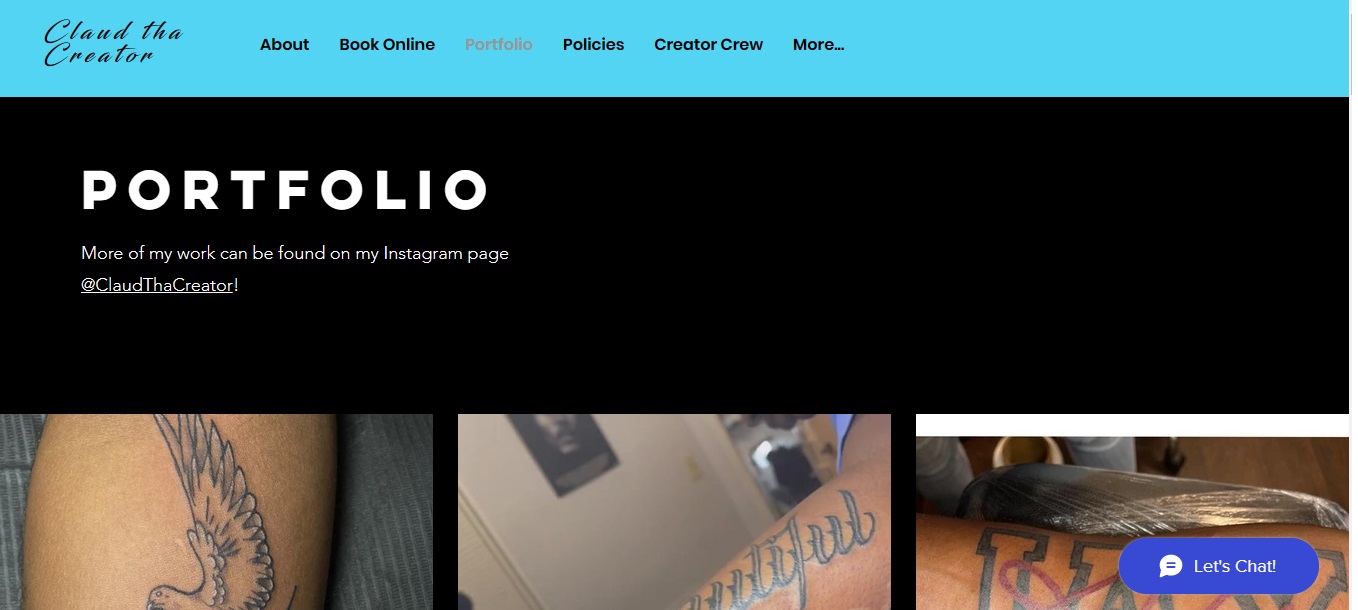 Claud tha
Creator
About
Book Online
Portfolio
Policies
Creator Crew
More...
PORTFOLIO
More of my work can be found on my Instagram page
@ClaudThaCreator!
Let's Chat!